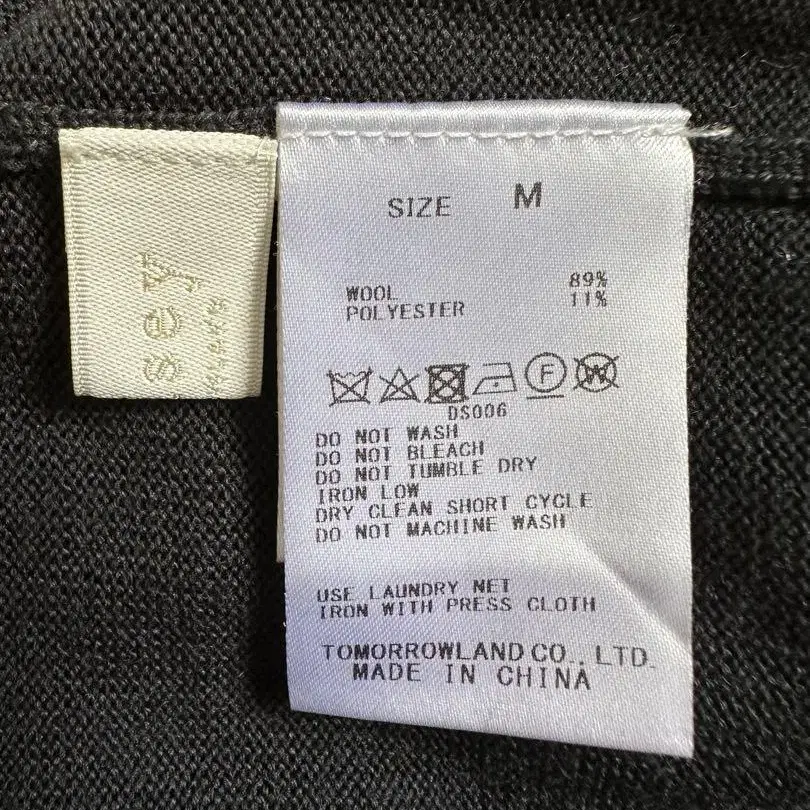 sey
SIZE M
WOOL 89%
POLYESTER 11%
F
W
DS006
DO NOT WASH
DO NOT BLEACH
DO NOT TUMBLE DRY
IRON LOW
DRY CLEAN SHORT CYCLE
DO NOT MACHINE WASH
USE LAUNDRY NET
IRON WITH PRESS CLOTH
TOMORROWLAND CO., LTD.
MADE IN CHINA